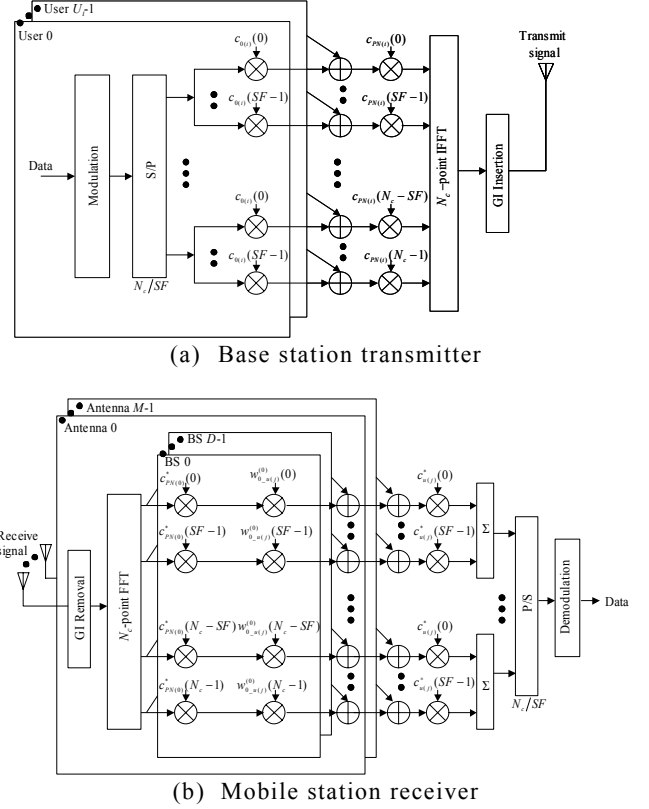 User U_i-1
User 0
Data
Modulation
S/P
N_c/SF
c_{0(i)}(0)
c_{0(i)}(SF-1)
c_{0(i)}(0)
c_{0(i)}(SF-1)
c_{PN(i)}(0)
c_{PN(i)}(SF-1)
c_{PN(i)}(N_c-SF)
c_{PN(i)}(N_c-1)
N_c-point IFFT
GI Insertion
Transmit
signal
(a) Base station transmitter
Antenna M-1
Antenna 0
BS D-1
BS 0
Receive
signal
GI Removal
N_c-point FFT
c^*_{PN(0)}(0)
w^{(0)}_{0_u(j)}(0)
c^*_{PN(0)}(SF-1)
w^{(0)}_{0_u(j)}(SF-1)
c^*_{PN(0)}(N_c-SF)
w^{(0)}_{0_u(j)}(N_c-SF)
c^*_{PN(0)}(N_c-1)
w^{(0)}_{0_u(j)}(N_c-1)
c^*_{u(j)}(0)
c^*_{u(j)}(SF-1)
c^*_{u(j)}(0)
c^*_{u(j)}(SF-1)
Σ
Σ
P/S
N_c/SF
Demodulation
Data
(b) Mobile station receiver